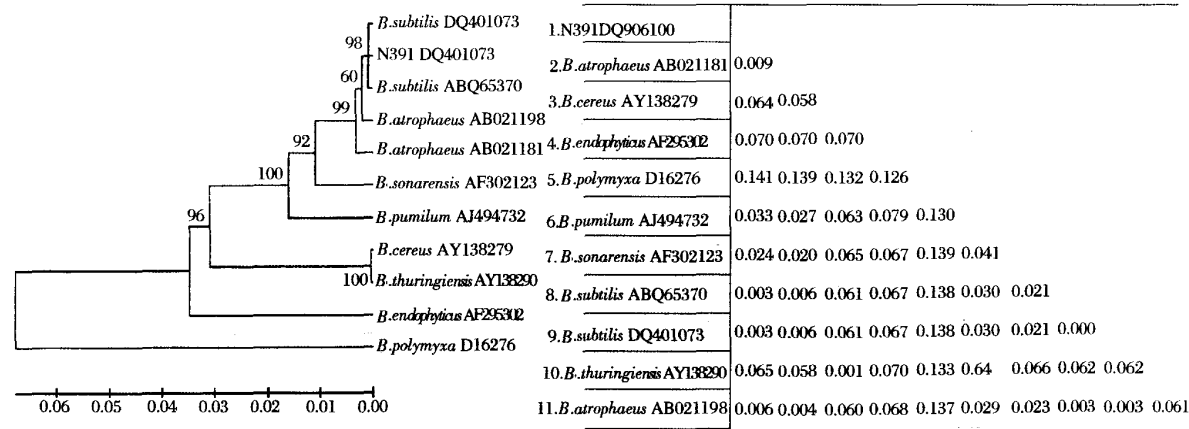 B.subtilis DQ401073
98
N391 DQ401073
60
B.subtilis ABQ65370
99
B.atrophaeus AB021198
92
B.atrophaeus AB021181
100
B.sonarensis AF302123
96
B.pumilum AJ494732
B.cereus AY138279
100
B.thuringiensis AY138290
B.endophyticus AF295302
B.polymyxa D16276
0.06 0.05 0.04 0.03 0.02 0.01 0.00
1.N391DQ906100
2.B.atrophaeus AB021181 0.009
3.B.cereus AY138279 0.064 0.058
4.B.endophyticus AF295302 0.070 0.070 0.070
5.B.polymyxa D16276 0.141 0.139 0.132 0.126
6.B.pumilum AJ494732 0.033 0.027 0.063 0.079 0.130
7.B.sonarensis AF302123 0.024 0.020 0.065 0.067 0.139 0.041
8.B.subtilis ABQ65370 0.003 0.006 0.061 0.067 0.138 0.030 0.021
9.B.subtilis DQ401073 0.003 0.006 0.061 0.067 0.138 0.030 0.021 0.000
10.B.thuringiensis AY138290 0.065 0.058 0.001 0.070 0.133 0.64 0.066 0.062 0.062
11.B.atrophaeus AB021198 0.006 0.004 0.060 0.068 0.137 0.029 0.023 0.003 0.003 0.061